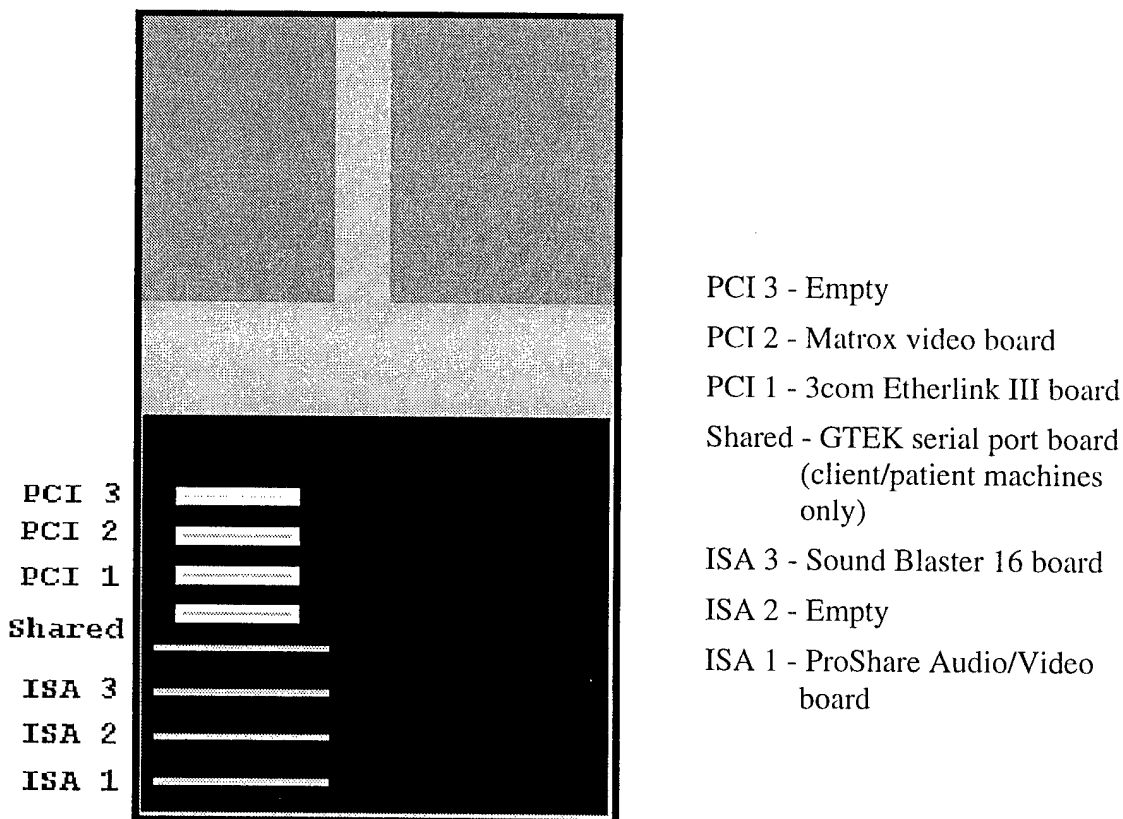 PCI 3
PCI 2
PCI 1
Shared
ISA 3
ISA 2
ISA 1
PCI 3 - Empty
PCI 2 - Matrox video board
PCI 1 - 3com Etherlink III board
Shared - GTEK serial port board
(client/patient machines
only)
ISA 3 - Sound Blaster 16 board
ISA 2 - Empty
ISA 1 - ProShare Audio/Video
board